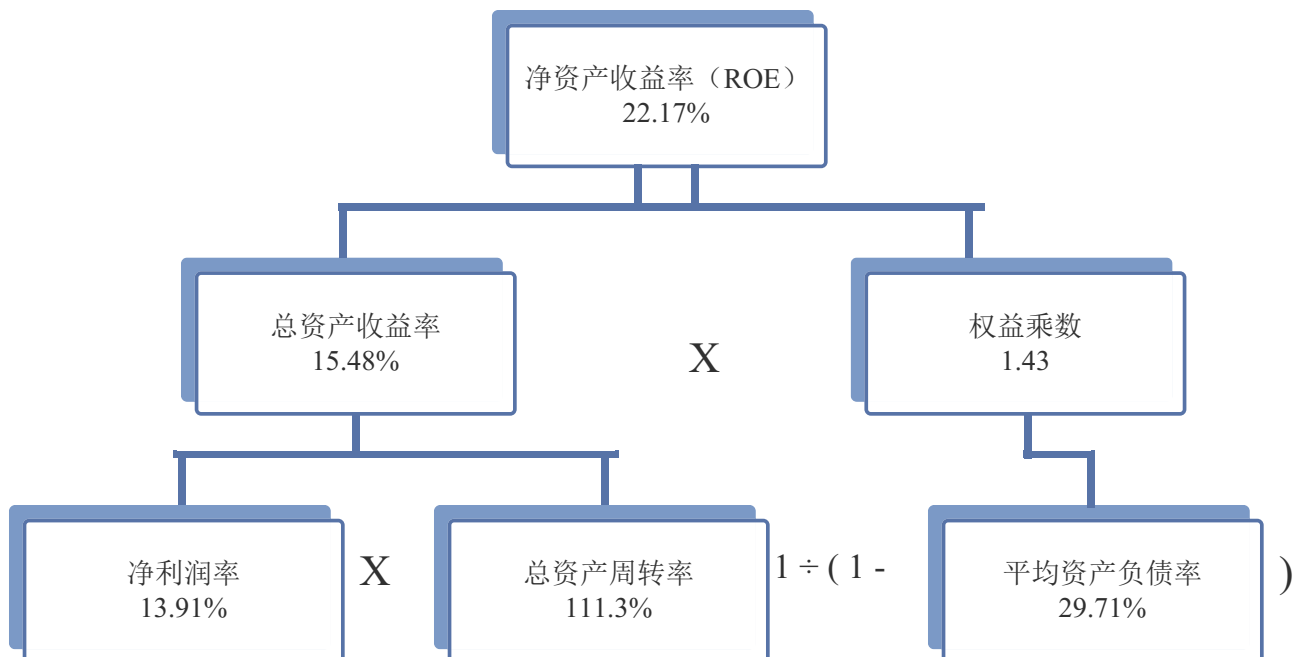 净资产收益率（ROE）
22.17%
总资产收益率
15.48%
X
权益乘数
1.43
净利润率
13.91%
X
总资产周转率
111.3%
1 ÷ ( 1 -
平均资产负债率
29.71%
)